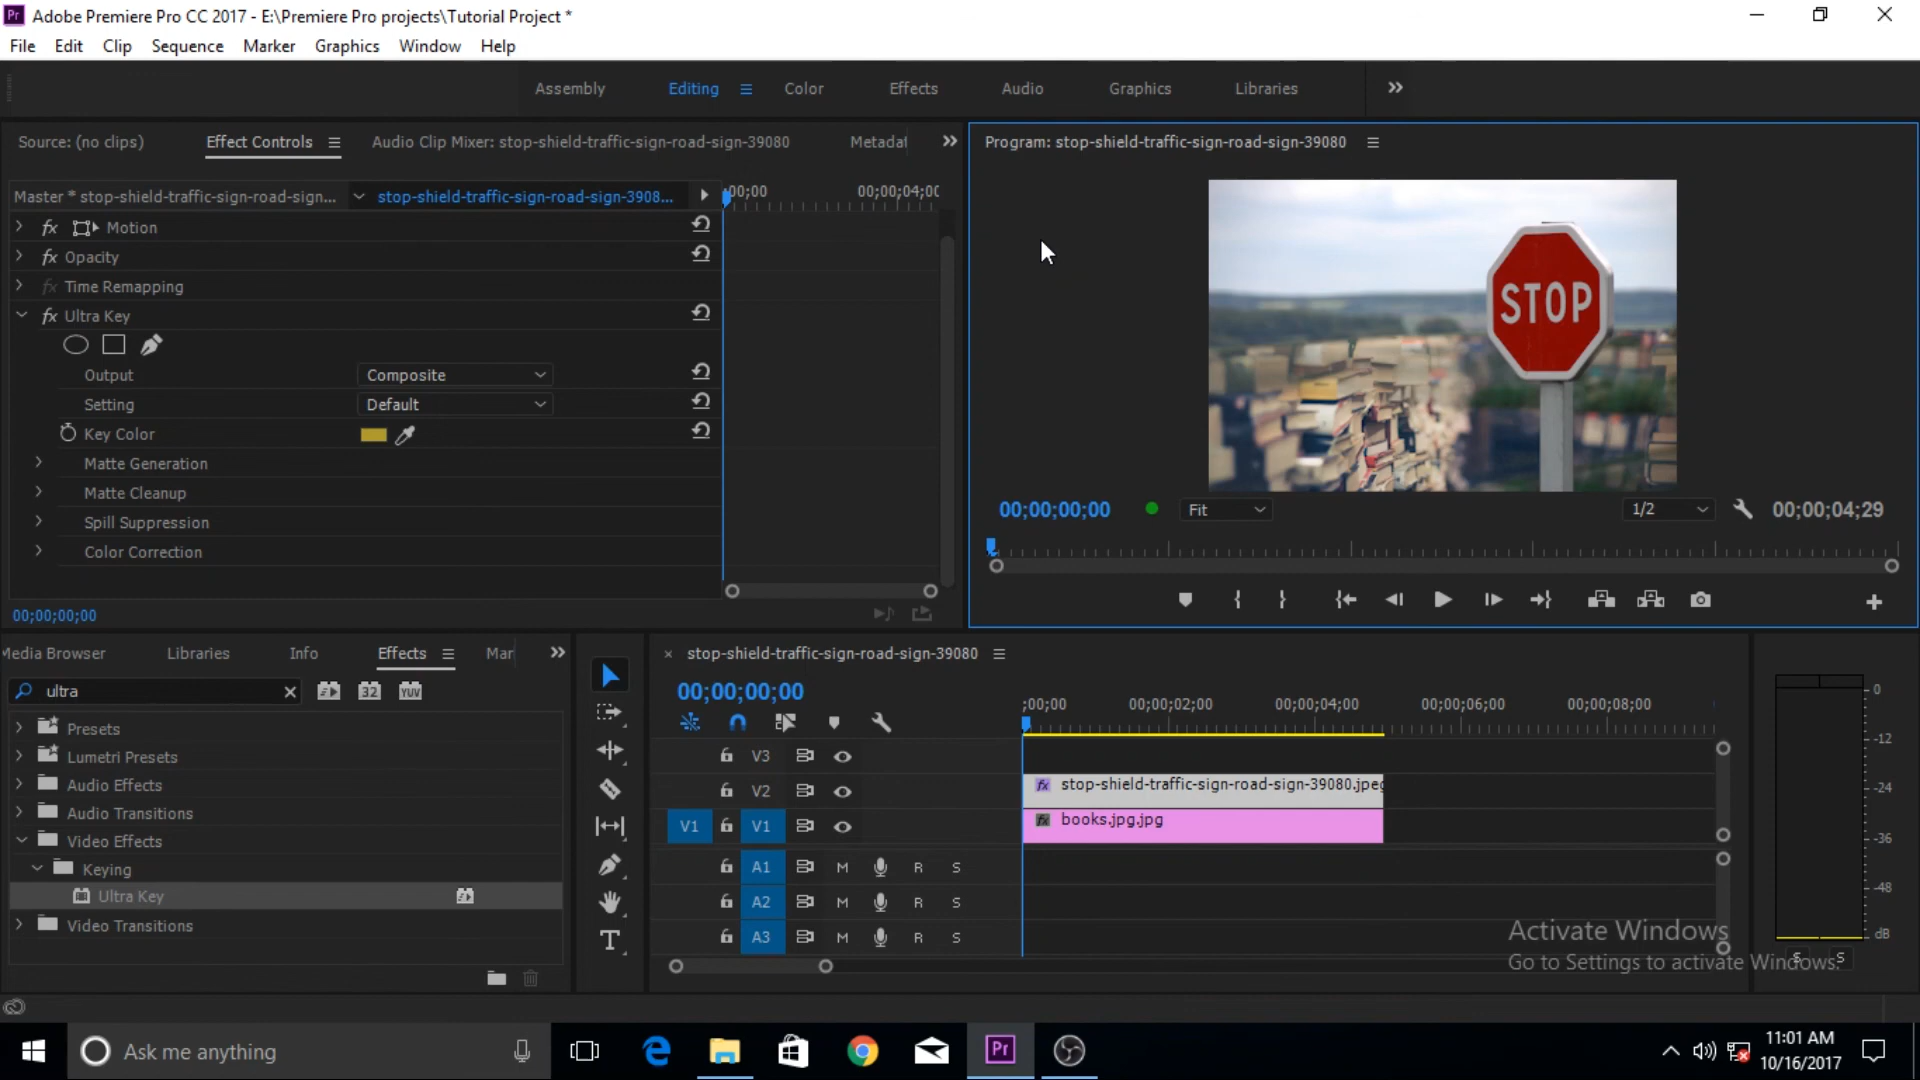 Pr Adobe Premiere Pro CC 2017 - E:\Premiere Pro projects\Tutorial Project *
File Edit Clip Sequence Marker Graphics Window Help
Assembly Editing Color Effects Audio Graphics Libraries
Source: (no clips) Effect Controls Audio Clip Mixer: stop-shield-traffic-sign-road-sign-39080 Metadat
Program: stop-shield-traffic-sign-road-sign-39080
Master * stop-shield-traffic-sign-road-sign... stop-shield-traffic-sign-road-sign-3908...
:00;00 00;00;04;00
fx Motion
fx Opacity
fx Time Remapping
fx Ultra Key
Output Composite
Setting Default
Key Color
Matte Generation
Matte Cleanup
Spill Suppression
Color Correction
00;00;00;00
STOP
00;00;00;00 Fit 1/2 00;00;04;29
Media Browser Libraries Info Effects Mar
ultra
32 YUV
Presets
Lumetri Presets
Audio Effects
Audio Transitions
Video Effects
Keying
Ultra Key
Video Transitions
T
stop-shield-traffic-sign-road-sign-39080
00;00;00;00
;00;00 00;00;02;00 00;00;04;00 00;00;06;00 00;00;08;00
V3
V2 fx stop-shield-traffic-sign-road-sign-39080.jpeg
V1 V1 fx books.jpg.jpg
A1 M R S
A2 M R S
A3 M R S
0
-12
-24
-36
-48
dB
S S
Activate Windows
Go to Settings to activate Windows.
Ask me anything
Pr
11:01 AM
10/16/2017